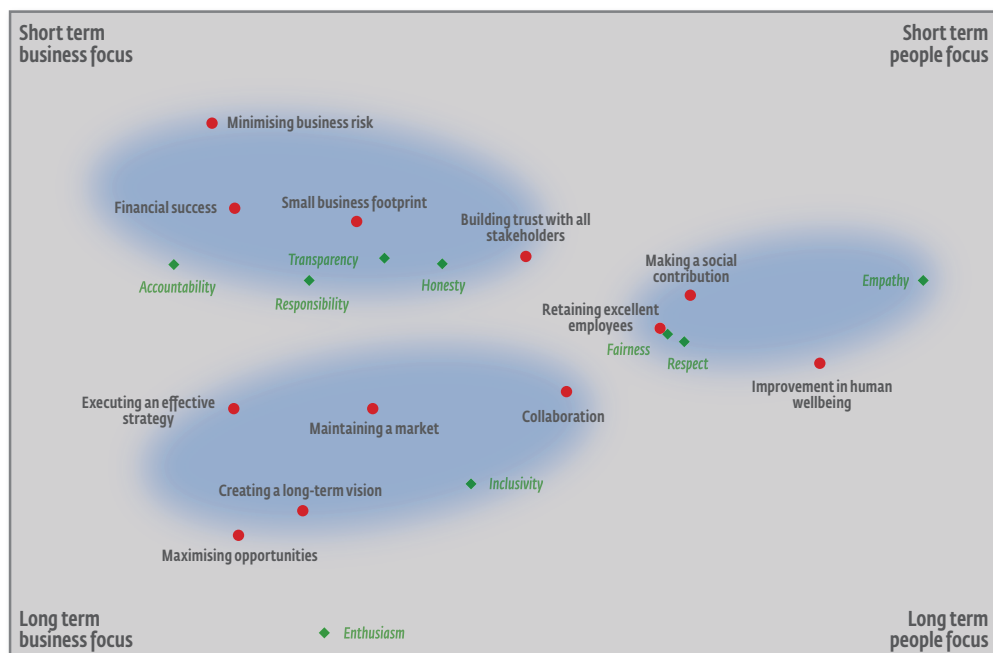 Short term
business focus
Short term
people focus
Minimising business risk
Financial success
Small business footprint
Building trust with all
stakeholders
Transparency
Accountability
Responsibility
Honesty
Making a social
contribution
Empathy
Retaining excellent
employees
Fairness
Respect
Improvement in human
wellbeing
Executing an effective
strategy
Maintaining a market
Collaboration
Creating a long-term vision
Inclusivity
Maximising opportunities
Long term
business focus
Enthusiasm
Long term
people focus